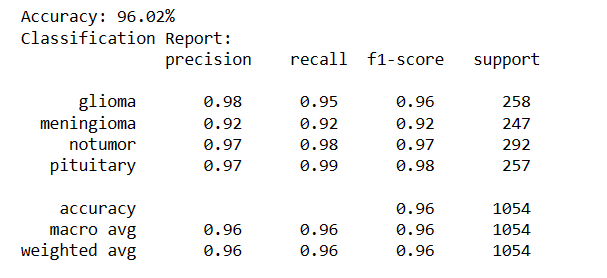 Accuracy: 96.02%
Classification Report:
              precision    recall  f1-score   support

      glioma       0.98      0.95      0.96       258
  meningioma       0.92      0.92      0.92       247
     notumor       0.97      0.98      0.97       292
   pituitary       0.97      0.99      0.98       257

    accuracy                           0.96      1054
   macro avg       0.96      0.96      0.96      1054
weighted avg       0.96      0.96      0.96      1054